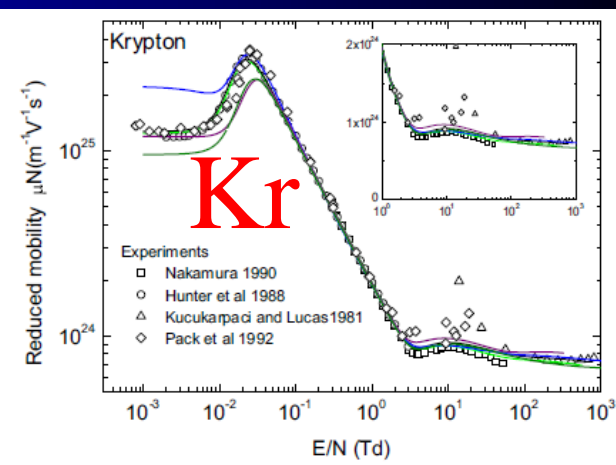 Krypton
Kr
Reduced mobility μN(m⁻¹V⁻¹s⁻¹)
10²⁵
10²⁴
Experiments
Nakamura 1990
Hunter et al 1988
Kucukarpaci and Lucas1981
Pack et al 1992
2x10²⁴
1x10²⁴
0
10⁰ 10¹ 10² 10³
10⁻³ 10⁻² 10⁻¹ 10⁰ 10¹ 10² 10³
E/N (Td)